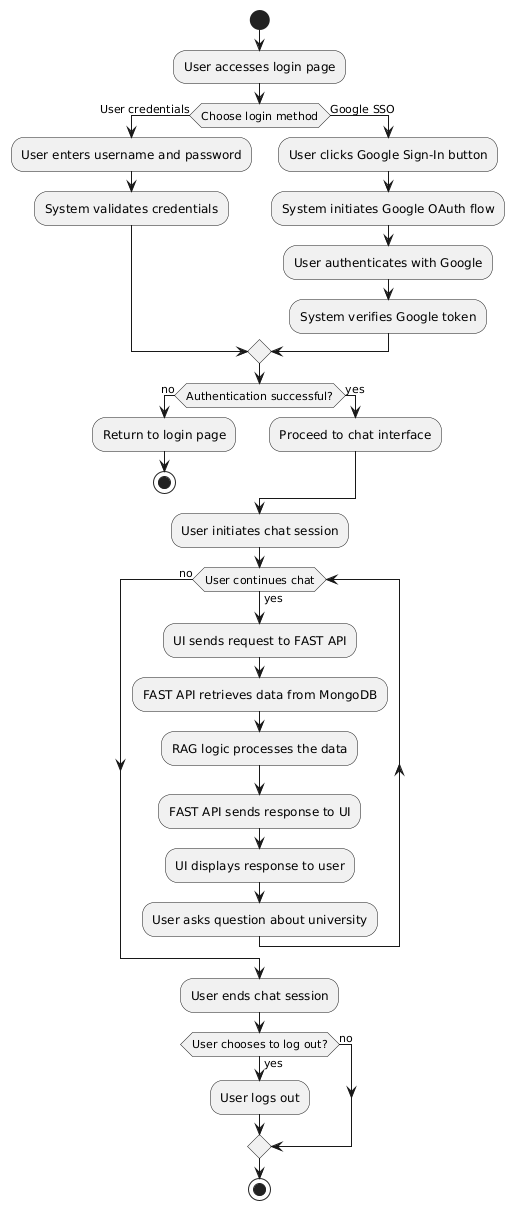 User accesses login page
User credentials
Choose login method
Google SSO
User enters username and password
User clicks Google Sign-In button
System validates credentials
System initiates Google OAuth flow
User authenticates with Google
System verifies Google token
no
Authentication successful?
yes
Return to login page
Proceed to chat interface
User initiates chat session
no
User continues chat
yes
UI sends request to FAST API
FAST API retrieves data from MongoDB
RAG logic processes the data
FAST API sends response to UI
UI displays response to user
User asks question about university
User ends chat session
User chooses to log out?
no
yes
User logs out